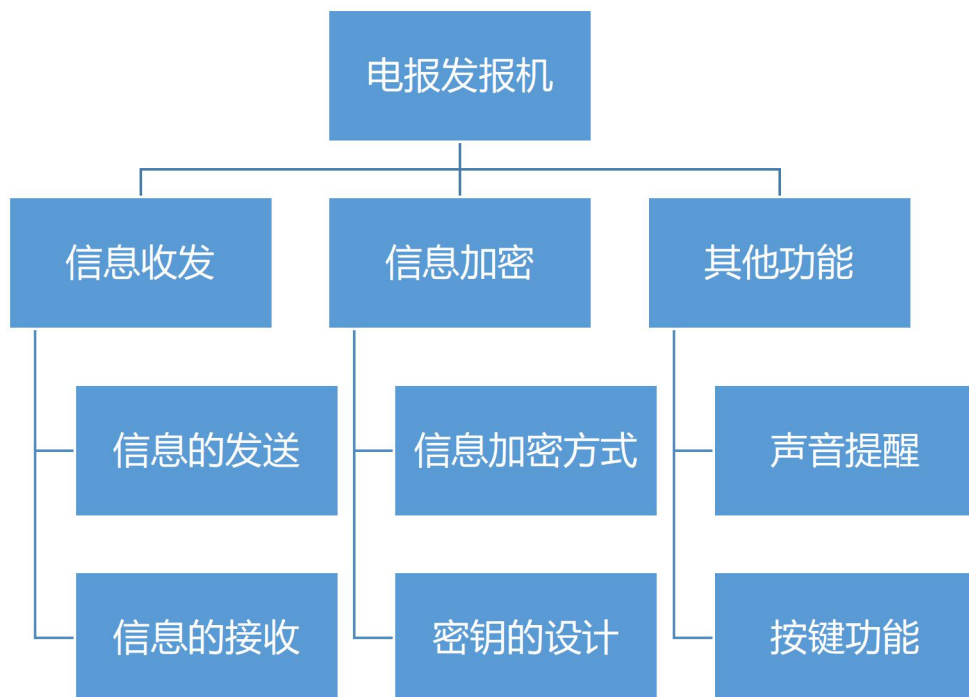 电报发报机
信息收发
信息加密
其他功能
信息的发送
信息加密方式
声音提醒
信息的接收
密钥的设计
按键功能